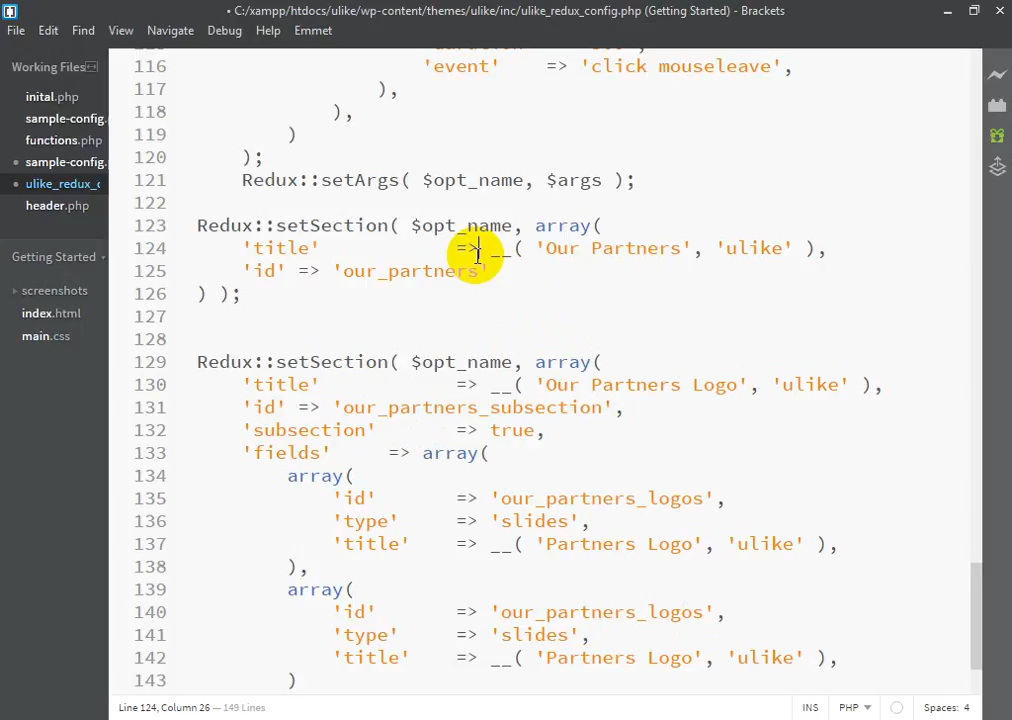 • C:/xampp/htdocs/ulike/wp-content/themes/ulike/inc/ulike_redux_config.php (Getting Started) - Brackets
File Edit Find View Navigate Debug Help Emmet
Working Files
inital.php
sample-config.
functions.php
• sample-config.
• ulike_redux_c
header.php
Getting Started
screenshots
index.html
main.css
116 'event' => 'click mouseleave',
117 ),
118 ),
119 )
120 );
121 Redux::setArgs( $opt_name, $args );
122
123 Redux::setSection( $opt_name, array(
124 'title' => __( 'Our Partners', 'ulike' ),
125 'id' => 'our_partners'
126 ) );
127
128
129 Redux::setSection( $opt_name, array(
130 'title' => __( 'Our Partners Logo', 'ulike' ),
131 'id' => 'our_partners_subsection',
132 'subsection' => true,
133 'fields' => array(
134 array(
135 'id' => 'our_partners_logos',
136 'type' => 'slides',
137 'title' => __( 'Partners Logo', 'ulike' ),
138 ),
139 array(
140 'id' => 'our_partners_logos',
141 'type' => 'slides',
142 'title' => __( 'Partners Logo', 'ulike' ),
143 )
Line 124, Column 26 — 149 Lines
INS PHP Spaces: 4